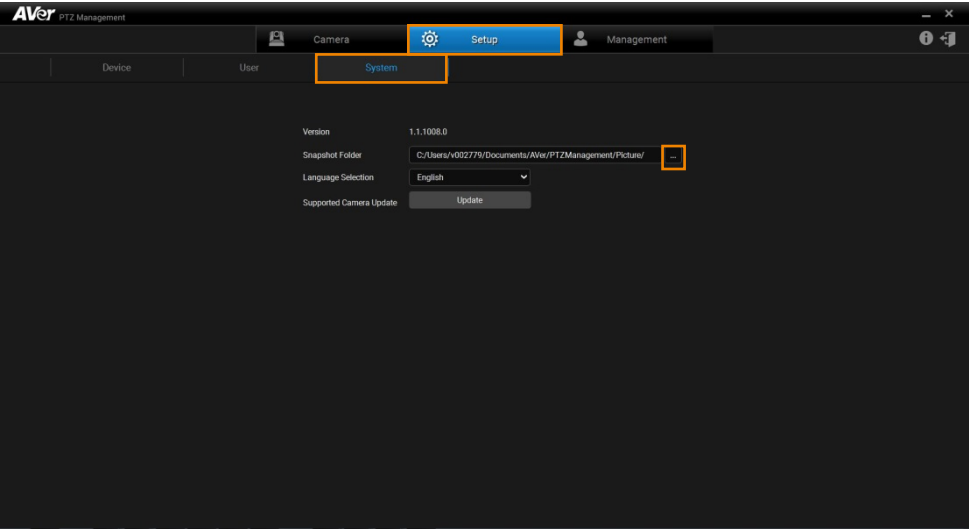 AVer PTZ Management
Camera Setup Management
Device User System
Version 1.1.1008.0
Snapshot Folder C:/Users/v002779/Documents/AVer/PTZManagement/Picture/ ...
Language Selection English
Supported Camera Update Update